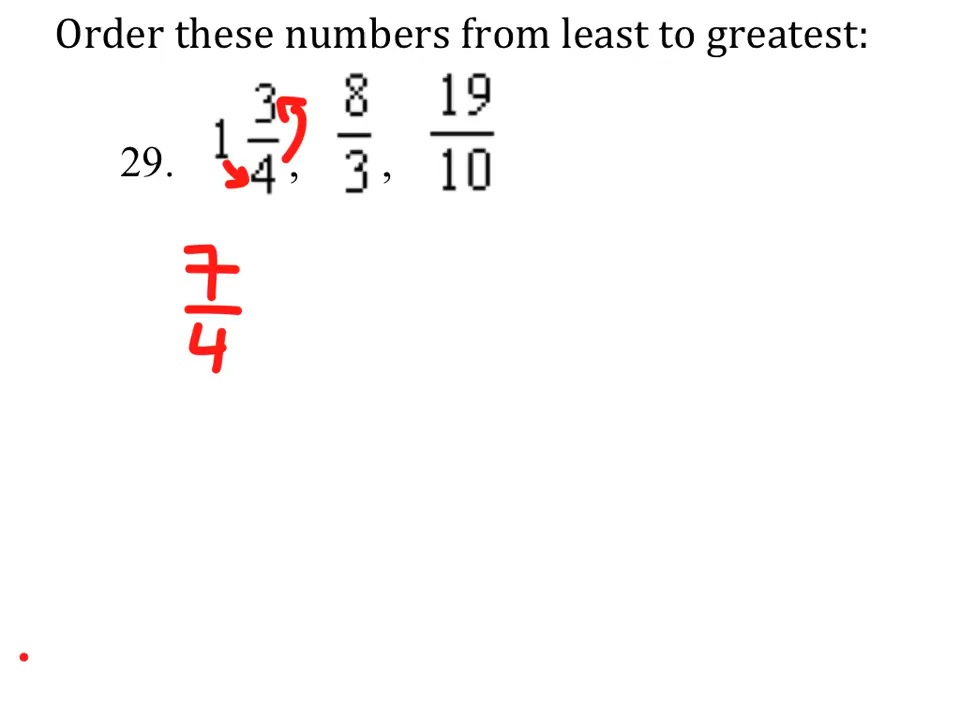 Order these numbers from least to greatest:
29. 1 3/4, 8/3, 19/10
7/4